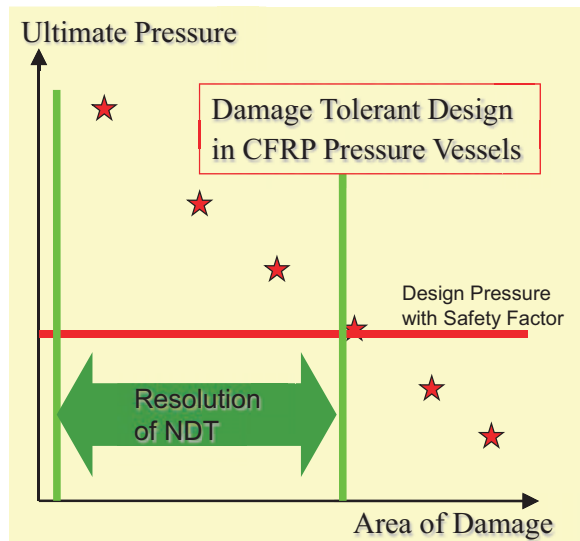 Ultimate Pressure
Damage Tolerant Design
in CFRP Pressure Vessels
Design Pressure
with Safety Factor
Resolution
of NDT
Area of Damage